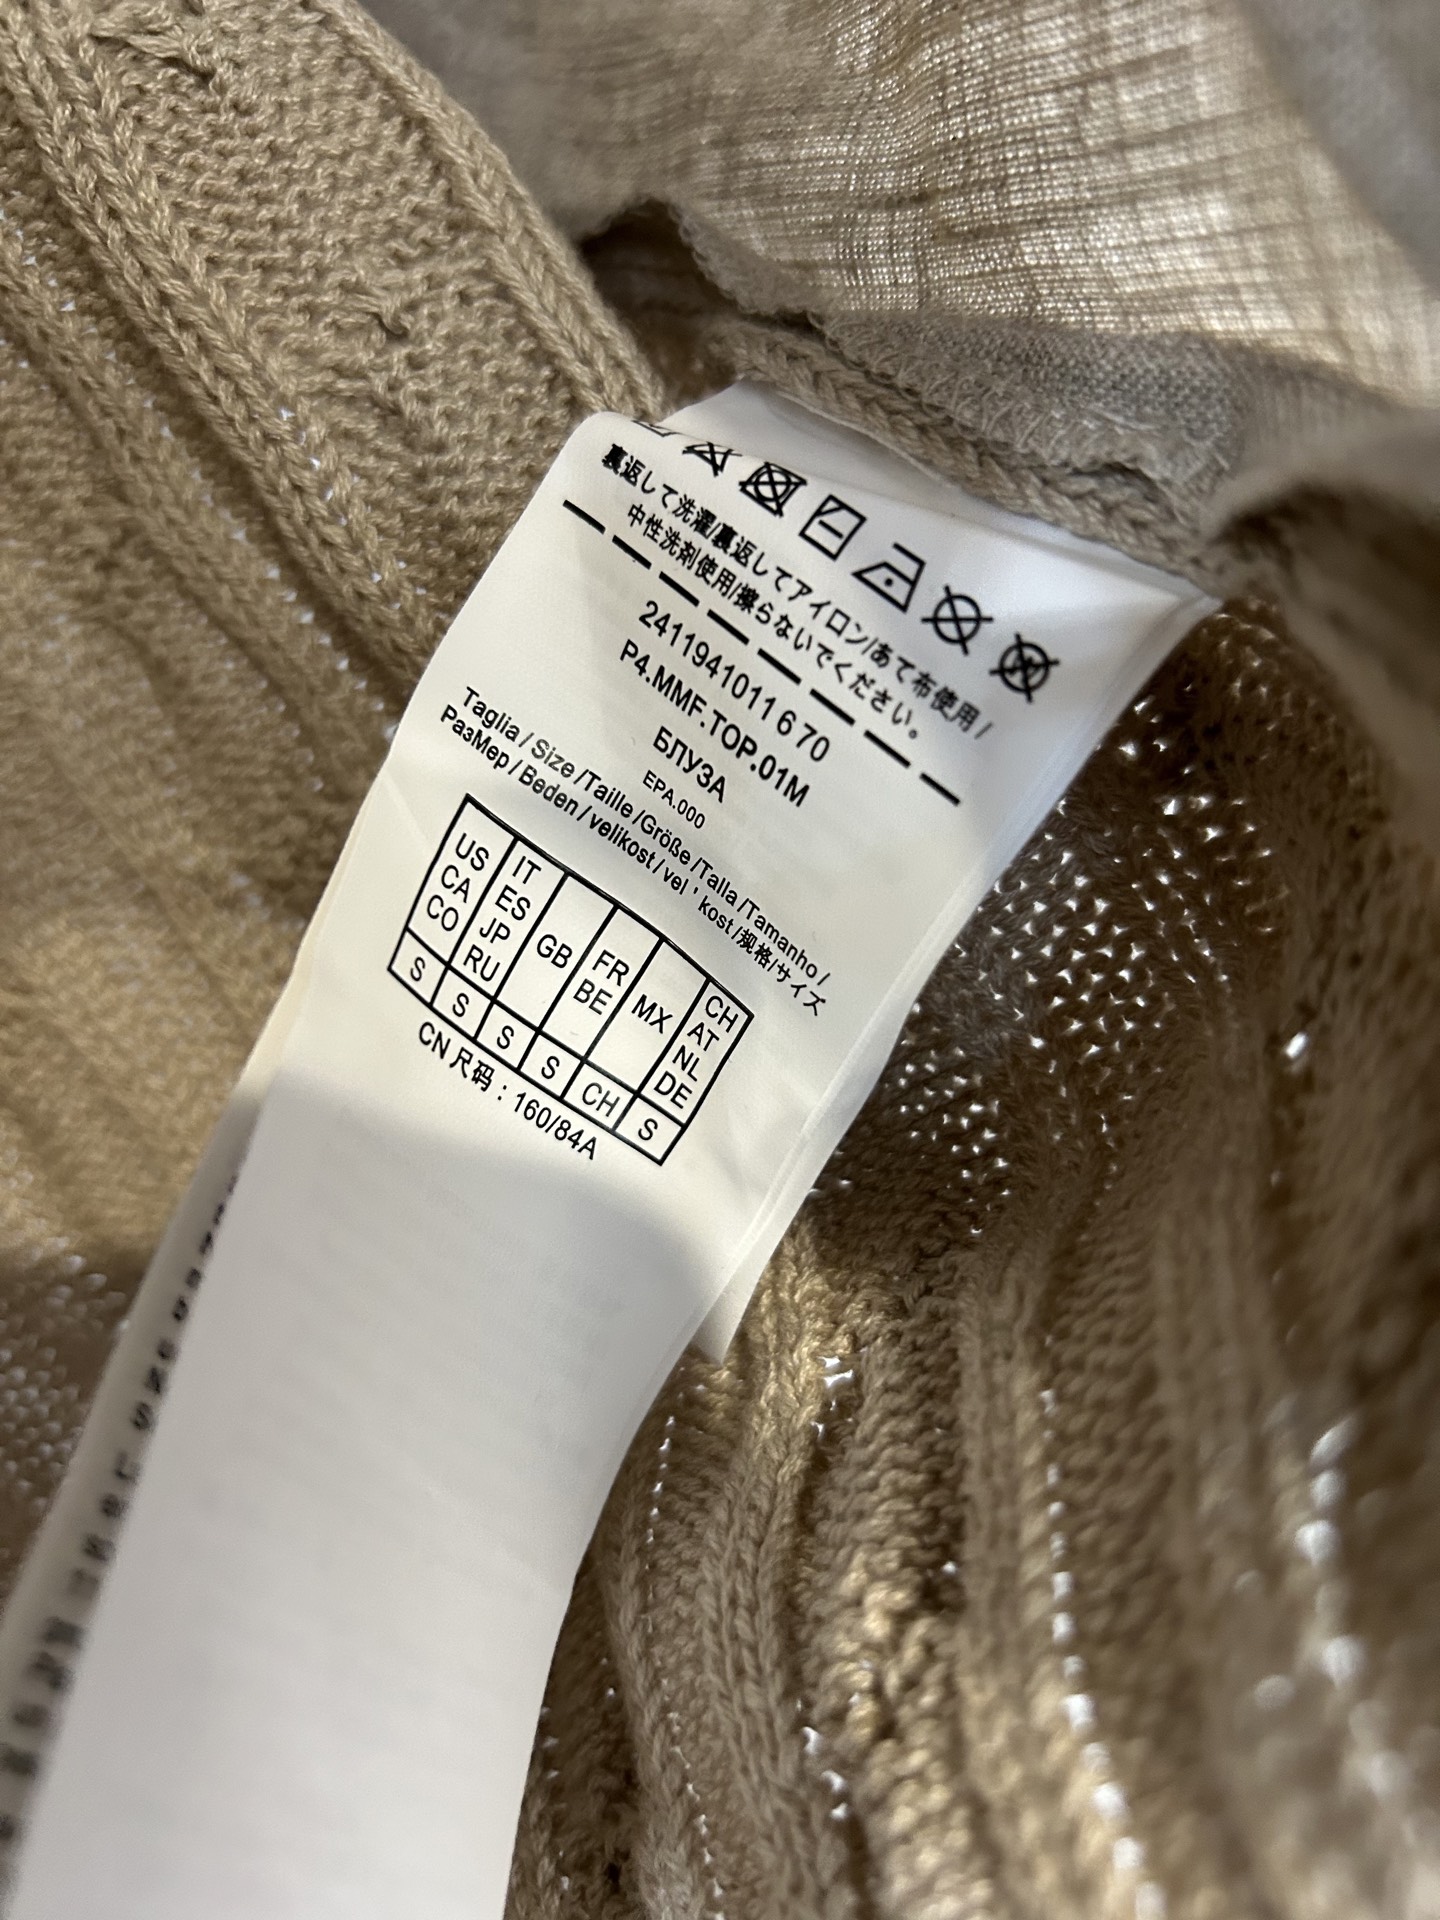 裏返して洗濯/裏返してアイロン/あて布使用/
中性洗剤使用/擦らないでください。
2411941011670
P4.MMF.TOP.01M
БЛУЗА
EPA.000
Taglia / Size /Taille /Größe /Talla /Tamanho /
РазМер / Beden / velikost / vel ' kost /规格/サイズ
US CA CO
IT ES JP RU
GB
FR BE
MX
CH AT NL DE
S S S S CH S
CN 尺码：160/84A